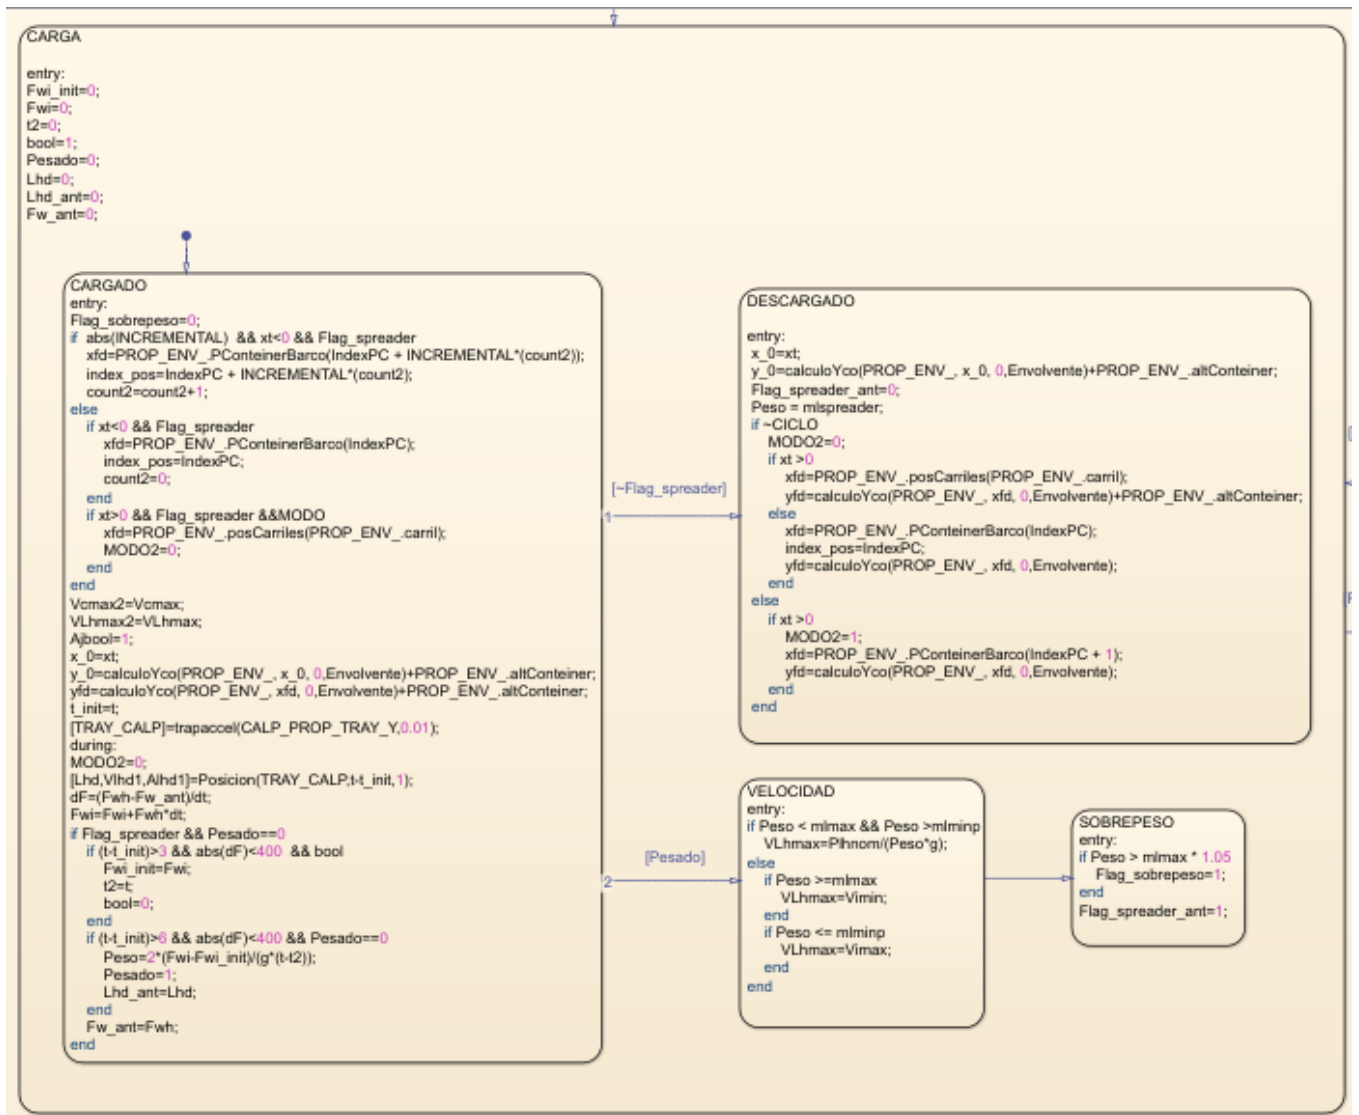 CARGA
entry:
Fwi_init=0;
Fwi=0;
t2=0;
bool=1;
Pesado=0;
Lhd=0;
Lhd_ant=0;
Fw_ant=0;
CARGADO
entry:
Flag_sobrepeso=0;
if abs(INCREMENTAL) && xt<0 && Flag_spreader
xfd=PROP_ENV_.PConteinerBarco(IndexPC + INCREMENTAL*(count2));
index_pos=IndexPC + INCREMENTAL*(count2);
count2=count2+1;
else
if xt<0 && Flag_spreader
xfd=PROP_ENV_.PConteinerBarco(IndexPC);
index_pos=IndexPC;
count2=0;
end
if xt>0 && Flag_spreader &&MODO
xfd=PROP_ENV_.posCarriles(PROP_ENV_.carril);
MODO2=0;
end
end
Vcmax2=Vcmax;
VLhmax2=VLhmax;
Ajbool=1;
x_0=xt;
y_0=calculoYco(PROP_ENV_, x_0, 0,Envolvente)+PROP_ENV_.altConteiner;
yfd=calculoYco(PROP_ENV_, xfd, 0,Envolvente)+PROP_ENV_.altConteiner;
t_init=t;
[TRAY_CALP]=trapaccel(CALP_PROP_TRAY_Y,0.01);
during:
MODO2=0;
[Lhd,Vlhd1,Alhd1]=Posicion(TRAY_CALP,t-t_init,1);
dF=(Fwh-Fw_ant)/dt;
Fwi=Fwi+Fwh*dt;
if Flag_spreader && Pesado==0
if (t-t_init)>3 && abs(dF)<400 && bool
Fwi_init=Fwi;
t2=t;
bool=0;
end
if (t-t_init)>6 && abs(dF)<400 && Pesado==0
Peso=2*(Fwi-Fwi_init)/(g*(t-t2));
Pesado=1;
Lhd_ant=Lhd;
end
Fw_ant=Fwh;
end
[~Flag_spreader]
1
[Pesado]
2
DESCARGADO
entry:
x_0=xt;
y_0=calculoYco(PROP_ENV_, x_0, 0,Envolvente)+PROP_ENV_.altConteiner;
Flag_spreader_ant=0;
Peso = mlspreader;
if ~CICLO
MODO2=0;
if xt >0
xfd=PROP_ENV_.posCarriles(PROP_ENV_.carril);
yfd=calculoYco(PROP_ENV_, xfd, 0,Envolvente)+PROP_ENV_.altConteiner;
else
xfd=PROP_ENV_.PConteinerBarco(IndexPC);
index_pos=IndexPC;
yfd=calculoYco(PROP_ENV_, xfd, 0,Envolvente);
end
else
if xt >0
MODO2=1;
xfd=PROP_ENV_.PConteinerBarco(IndexPC + 1);
yfd=calculoYco(PROP_ENV_, xfd, 0,Envolvente);
end
end
VELOCIDAD
entry:
if Peso < mlmax && Peso >mlminp
VLhmax=Plhnom/(Peso*g);
else
if Peso >=mlmax
VLhmax=Vimin;
end
if Peso <= mlminp
VLhmax=Vimax;
end
end
SOBREPESO
entry:
if Peso > mlmax * 1.05
Flag_sobrepeso=1;
end
Flag_spreader_ant=1;